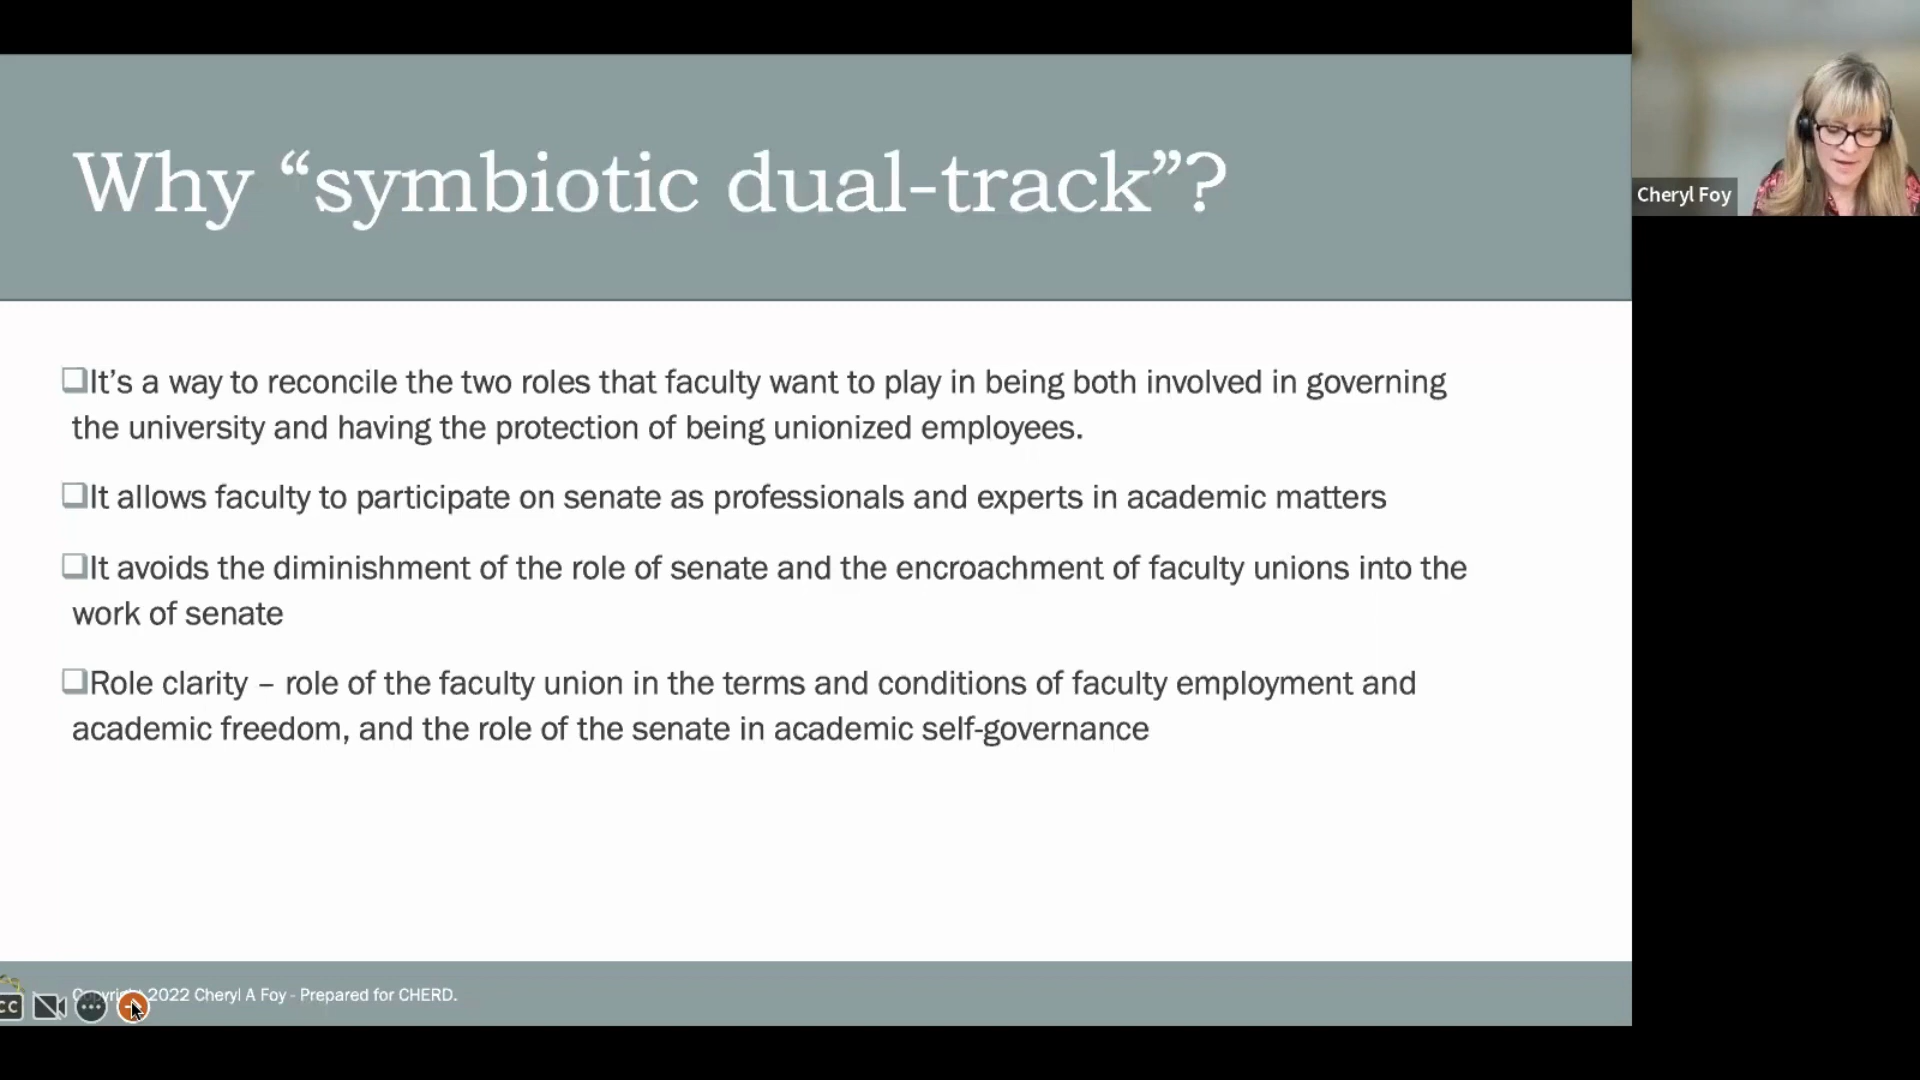 Why “symbiotic dual-track”?
Cheryl Foy
It’s a way to reconcile the two roles that faculty want to play in being both involved in governing
the university and having the protection of being unionized employees.
It allows faculty to participate on senate as professionals and experts in academic matters
It avoids the diminishment of the role of senate and the encroachment of faculty unions into the
work of senate
Role clarity – role of the faculty union in the terms and conditions of faculty employment and
academic freedom, and the role of the senate in academic self-governance
Copyright 2022 Cheryl A Foy - Prepared for CHERD.
CC